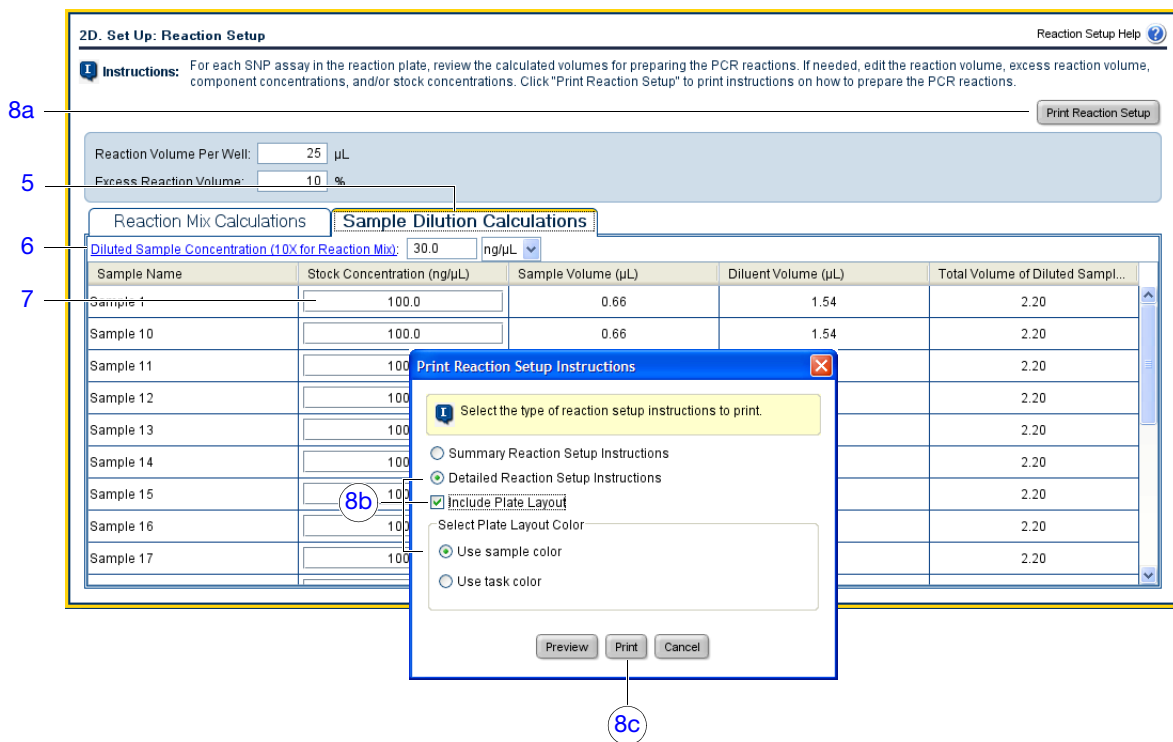 2D. Set Up: Reaction Setup
Reaction Setup Help ?
I Instructions: For each SNP assay in the reaction plate, review the calculated volumes for preparing the PCR reactions. If needed, edit the reaction volume, excess reaction volume,
component concentrations, and/or stock concentrations. Click "Print Reaction Setup" to print instructions on how to prepare the PCR reactions.
8a
Print Reaction Setup
Reaction Volume Per Well: 25 µL
5
Excess Reaction Volume: 10 %
Reaction Mix Calculations
Sample Dilution Calculations
6
Diluted Sample Concentration (10X for Reaction Mix): 30.0 ng/µL
Sample Name Stock Concentration (ng/µL) Sample Volume (µL) Diluent Volume (µL) Total Volume of Diluted Sampl...
7
Sample 1 100.0 0.66 1.54 2.20
Sample 10 100.0 0.66 1.54 2.20
Sample 11 100 2.20
Sample 12 100 2.20
Sample 13 100 2.20
Sample 14 100 2.20
Sample 15 100 2.20
Sample 16 100 2.20
Sample 17 100 2.20
Print Reaction Setup Instructions
I Select the type of reaction setup instructions to print.
Summary Reaction Setup Instructions
Detailed Reaction Setup Instructions
8b
Include Plate Layout
Select Plate Layout Color
Use sample color
Use task color
Preview Print Cancel
8c